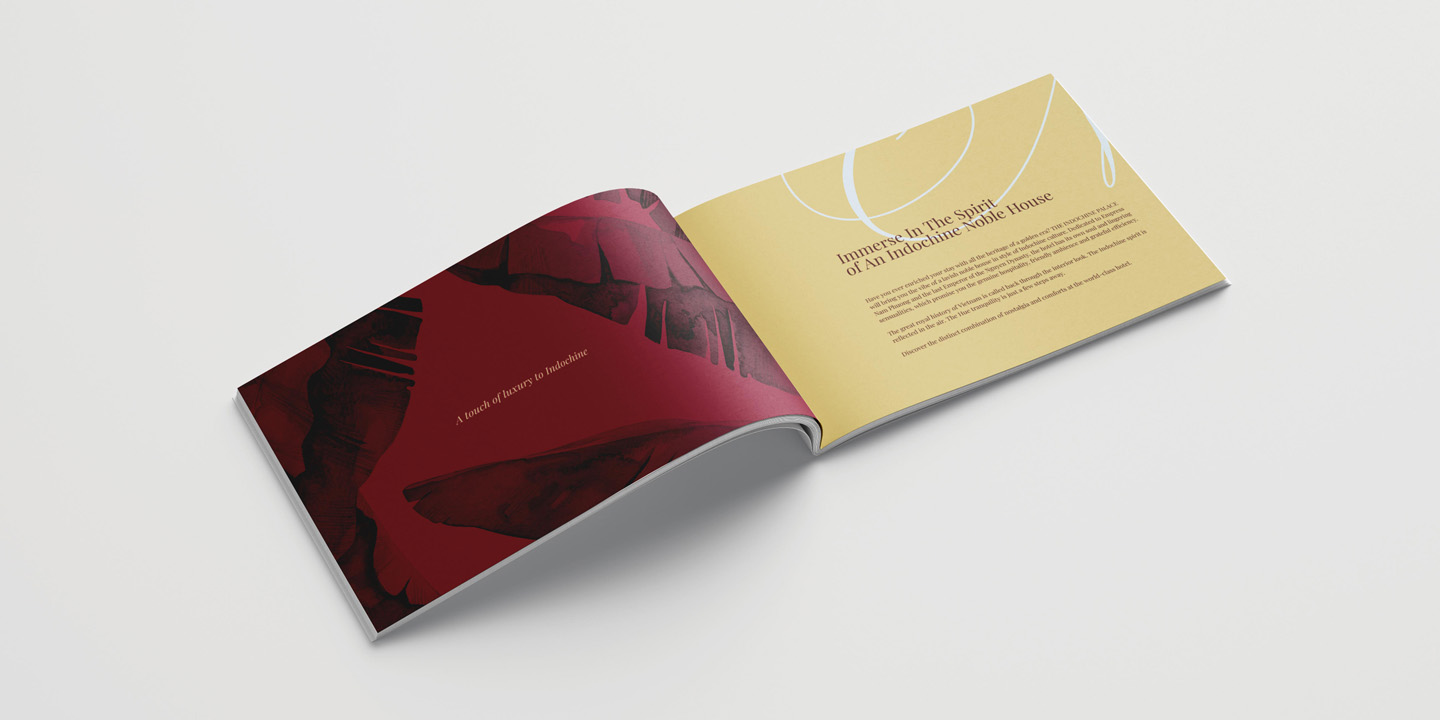 A touch of luxury to Indochine
Immerse In The Spirit
of An Indochine Noble House
Have you ever enriched your stay with all the heritage of a golden era? THE INDOCHINE PALACE
will bring you the vibe of a lavish noble house in style of indochine culture. Dedicated to Empress
Nam Phuong and the last Emperor of the Nguyen Dynasty, the hotel has its own soul and lingering
sensualities, which promise you the genuine hospitality, friendly ambience and grateful efficiency.
The great royal history of Vietnam is called back through the interior look. The indochine spirit is
reflected in the air. The Hue tranquility is just a few steps away.
Discover the distinct combination of nostalgia and comforts at the world-class hotel.